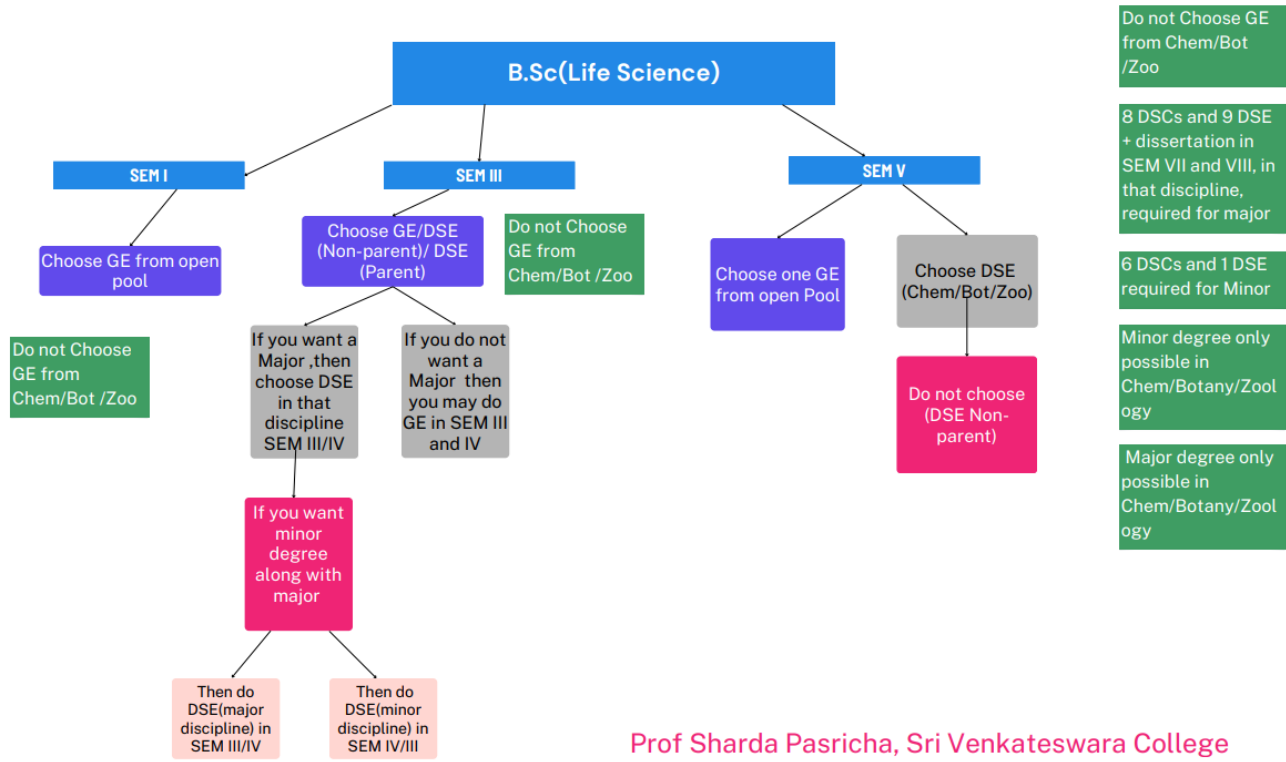 B.Sc(Life Science)
SEM I
SEM III
SEM V
Choose GE from open
pool
Do not Choose
GE from
Chem/Bot /Zoo
Choose GE/DSE
(Non-parent)/ DSE
(Parent)
Do not Choose
GE from
Chem/Bot /Zoo
If you want a
Major ,then
choose DSE
in that
discipline
SEM III/IV
If you do not
want a
Major then
you may do
GE in SEM III
and IV
If you want
minor
degree
along with
major
Then do
DSE(major
discipline) in
SEM III/IV
Then do
DSE(minor
discipline) in
SEM IV/III
Choose one GE
from open Pool
Choose DSE
(Chem/Bot/Zoo)
Do not choose
(DSE Non-
parent)
Do not Choose GE
from Chem/Bot
/Zoo
8 DSCs and 9 DSE
+ dissertation in
SEM VII and VIII, in
that discipline,
required for major
6 DSCs and 1 DSE
required for Minor
Minor degree only
possible in
Chem/Botany/Zool
ogy
Major degree only
possible in
Chem/Botany/Zool
ogy
Prof Sharda Pasricha, Sri Venkateswara College